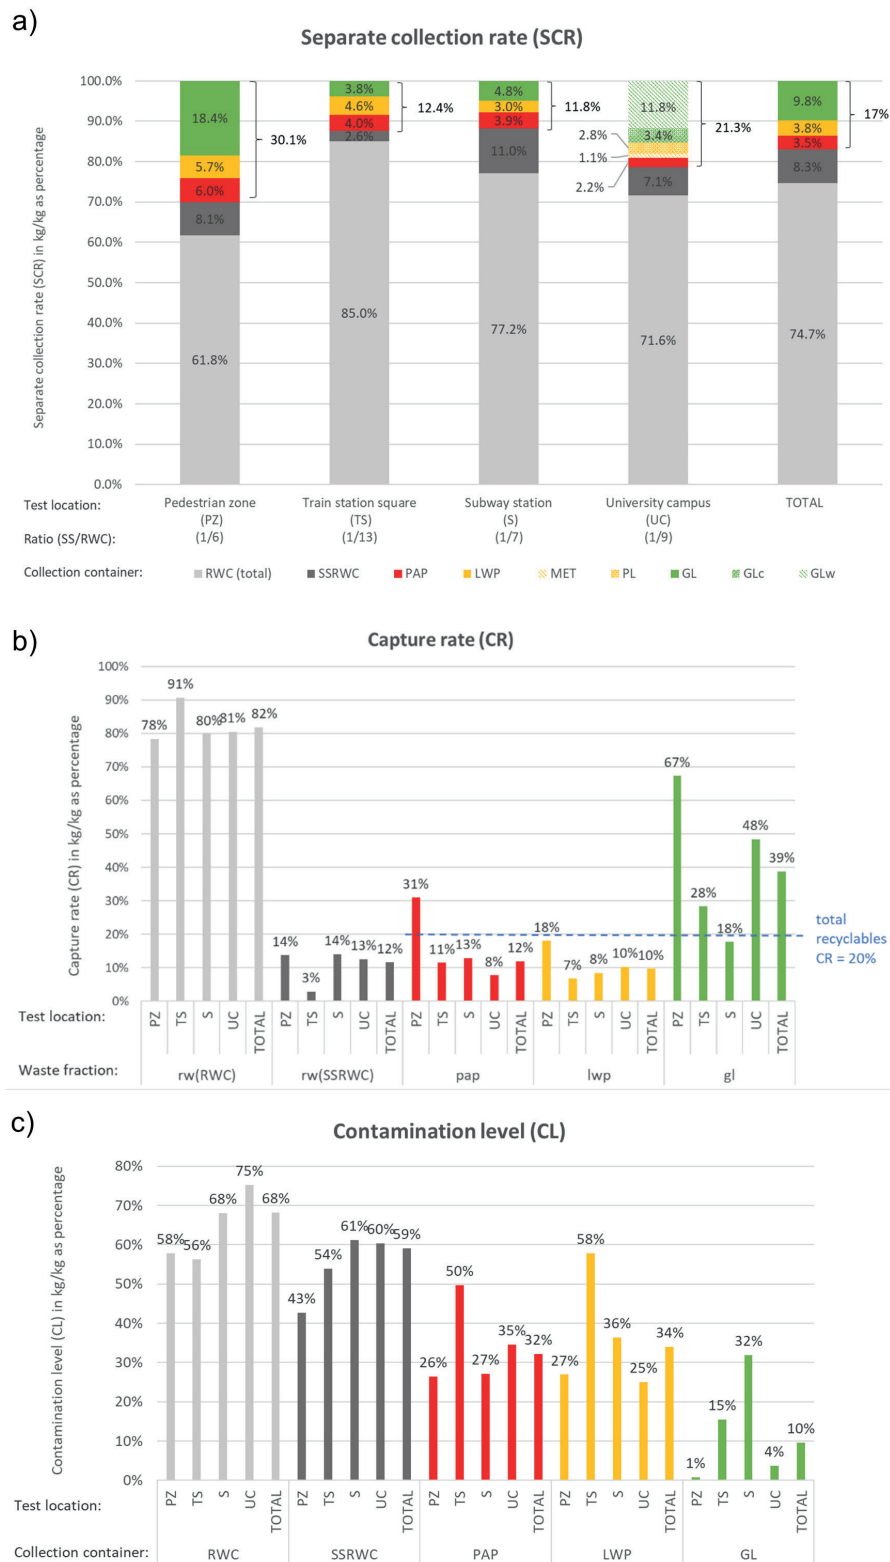 a)
Separate collection rate (SCR)
Separate collection rate (SCR) in kg/kg as percentage
100.0%
90.0%
80.0%
70.0%
60.0%
50.0%
40.0%
30.0%
20.0%
10.0%
0.0%
18.4%
5.7%
6.0%
8.1%
61.8%
30.1%
3.8%
4.6%
4.0%
2.6%
85.0%
12.4%
4.8%
3.0%
3.9%
11.0%
77.2%
11.8%
11.8%
3.4%
2.8%
1.1%
2.2%
7.1%
71.6%
21.3%
9.8%
3.8%
3.5%
8.3%
74.7%
17%
Test location: Pedestrian zone Train station square Subway station University campus TOTAL
(PZ) (TS) (S) (UC)
Ratio (SS/RWC): (1/6) (1/13) (1/7) (1/9)
Collection container: RWC (total) SSRWC PAP LWP MET PL GL GLc GLw
b)
Capture rate (CR)
Capture rate (CR) in kg/kg as percentage
100%
90%
80%
70%
60%
50%
40%
30%
20%
10%
0%
78% 91% 80% 81% 82%
14% 3% 14% 13% 12%
31% 11% 13% 8% 12%
18% 7% 8% 10% 10%
67% 28% 18% 48% 39%
total
recyclables
CR = 20%
Test location: PZ TS S UC TOTAL PZ TS S UC TOTAL PZ TS S UC TOTAL PZ TS S UC TOTAL PZ TS S UC TOTAL
Waste fraction: rw(RWC) rw(SSRWC) pap lwp gl
c)
Contamination level (CL)
Contamination level (CL) in kg/kg as percentage
80%
70%
60%
50%
40%
30%
20%
10%
0%
58% 56% 68% 75% 68%
43% 54% 61% 60% 59%
26% 50% 27% 35% 32%
27% 58% 36% 25% 34%
1% 15% 32% 4% 10%
Test location: PZ TS S UC TOTAL PZ TS S UC TOTAL PZ TS S UC TOTAL PZ TS S UC TOTAL PZ TS S UC TOTAL
Collection container: RWC SSRWC PAP LWP GL